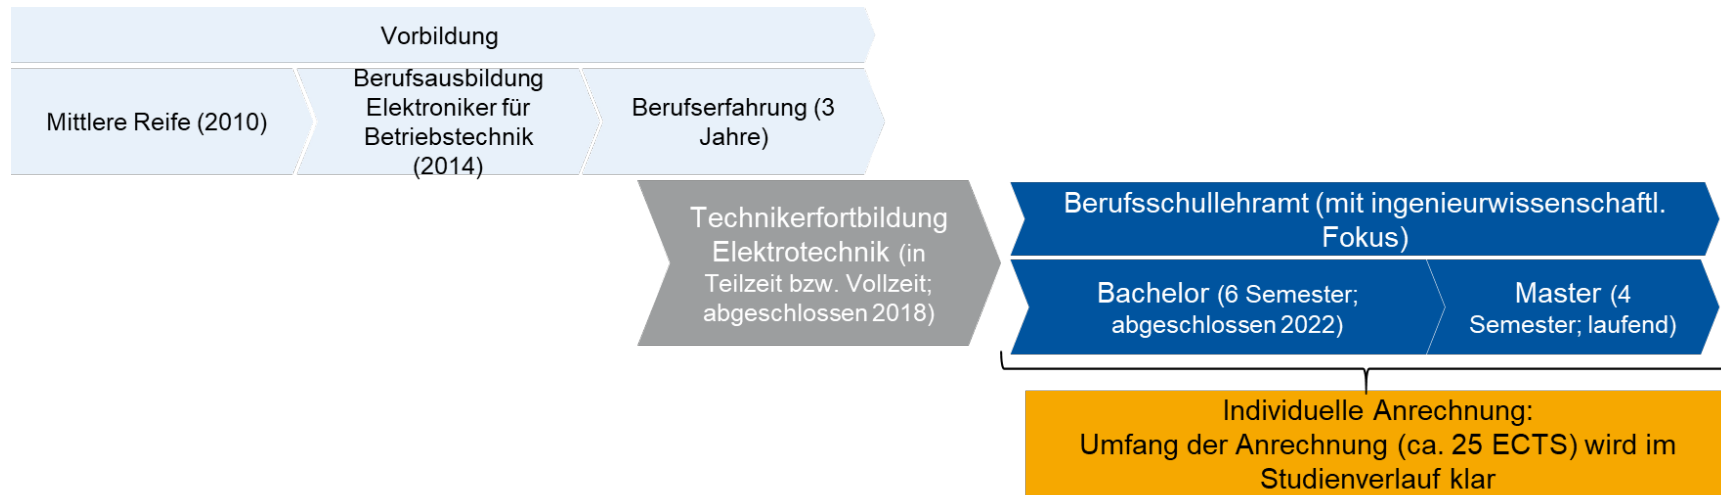 Vorbildung
Mittlere Reife (2010)
Berufsausbildung
Elektroniker für
Betriebstechnik
(2014)
Berufserfahrung (3
Jahre)
Technikerfortbildung
Elektrotechnik (in
Teilzeit bzw. Vollzeit;
abgeschlossen 2018)
Berufsschullehramt (mit ingenieurwissenschaftl.
Fokus)
Bachelor (6 Semester;
abgeschlossen 2022)
Master (4
Semester; laufend)
Individuelle Anrechnung:
Umfang der Anrechnung (ca. 25 ECTS) wird im
Studienverlauf klar